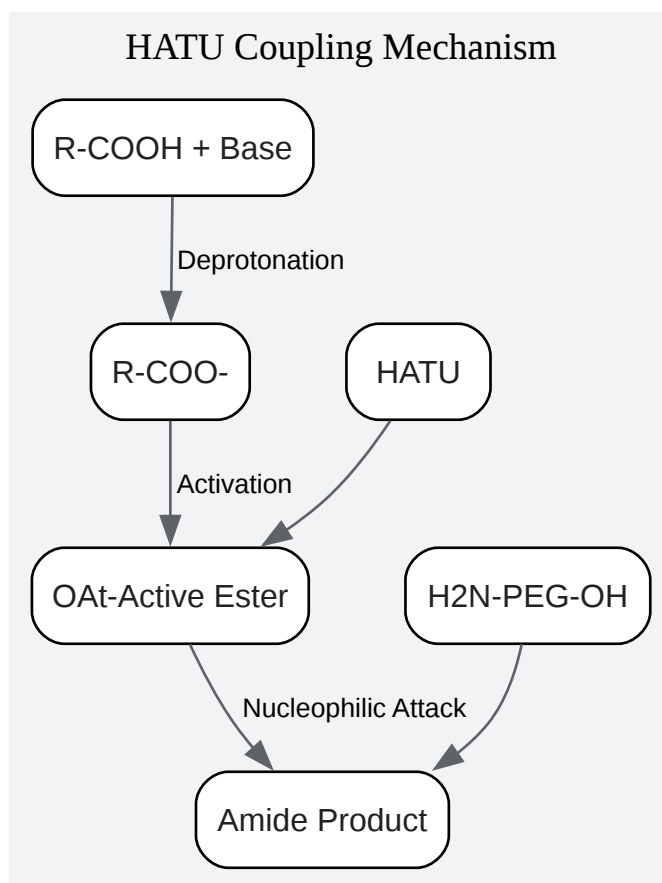 HATU Coupling Mechanism
R-COOH + Base
Deprotonation
R-COO-
HATU
Activation
OAt-Active Ester
H2N-PEG-OH
Nucleophilic Attack
Amide Product